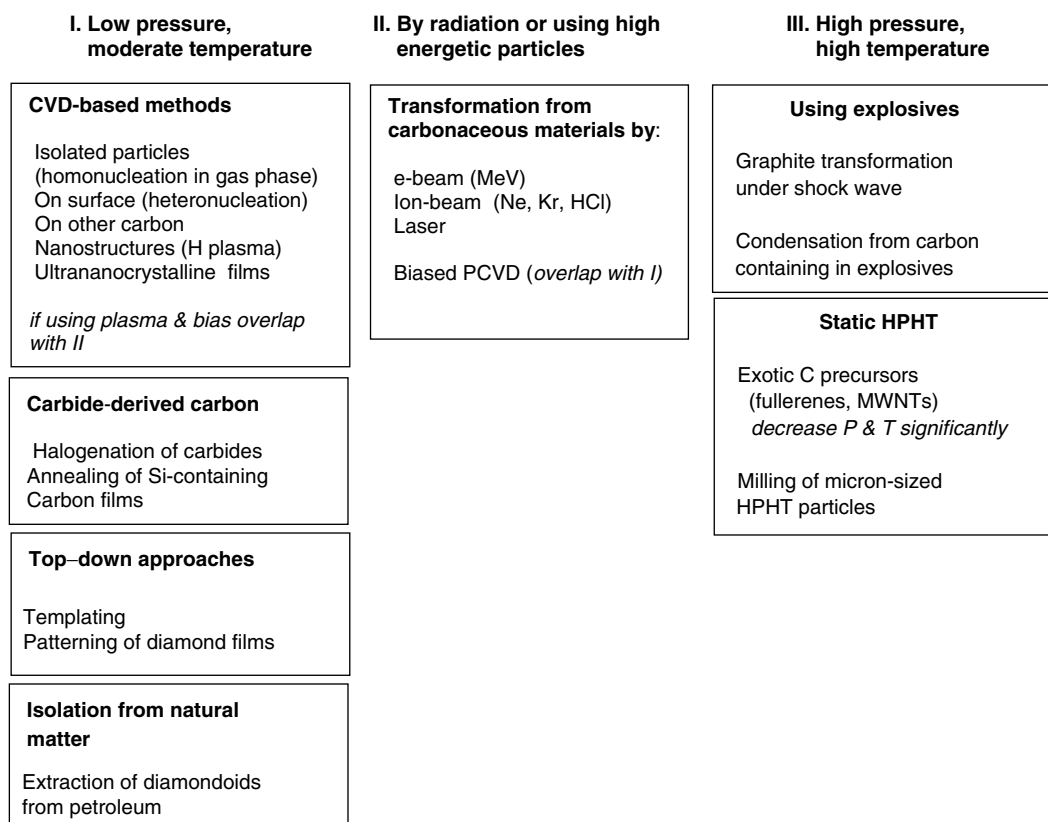 I. Low pressure,
moderate temperature
CVD-based methods
Isolated particles
(homonucleation in gas phase)
On surface (heteronucleation)
On other carbon
Nanostructures (H plasma)
Ultrananocrystalline films
if using plasma & bias overlap
with II
Carbide-derived carbon
Halogenation of carbides
Annealing of Si-containing
Carbon films
Top–down approaches
Templating
Patterning of diamond films
Isolation from natural
matter
Extraction of diamondoids
from petroleum
II. By radiation or using high
energetic particles
Transformation from
carbonaceous materials by:
e-beam (MeV)
Ion-beam (Ne, Kr, HCl)
Laser
Biased PCVD (overlap with I)
III. High pressure,
high temperature
Using explosives
Graphite transformation
under shock wave
Condensation from carbon
containing in explosives
Static HPHT
Exotic C precursors
(fullerenes, MWNTs)
decrease P & T significantly
Milling of micron-sized
HPHT particles